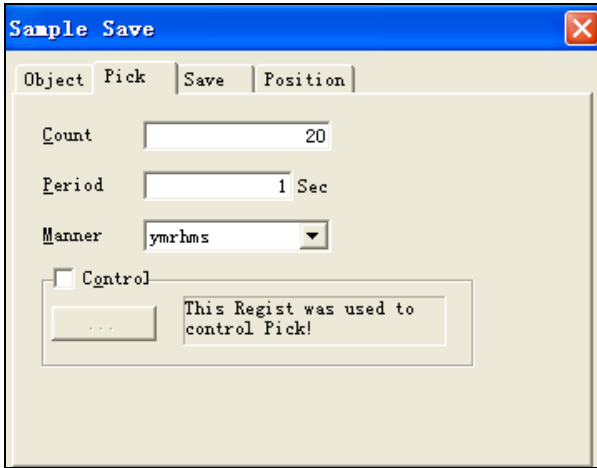 Sample Save
Object Pick Save Position
Count 20
Period 1 Sec
Manner ymrhms
Control
... This Regist was used to
control Pick!